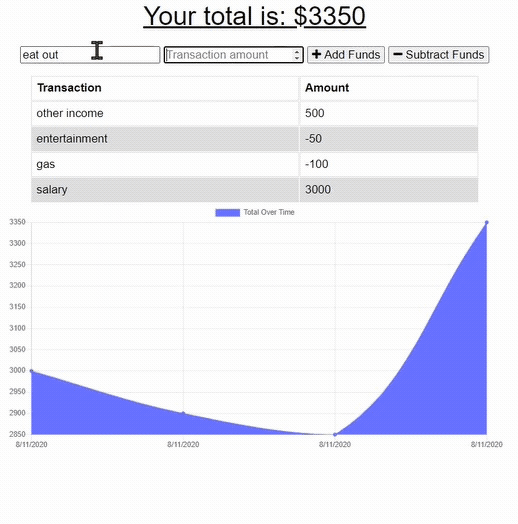 Your total is: $3350
eat out Transaction amount + Add Funds − Subtract Funds
Transaction Amount
other income 500
entertainment -50
gas -100
salary 3000
Total Over Time
3350
3300
3250
3200
3150
3100
3050
3000
2950
2900
2850
8/11/2020 8/11/2020 8/11/2020 8/11/2020